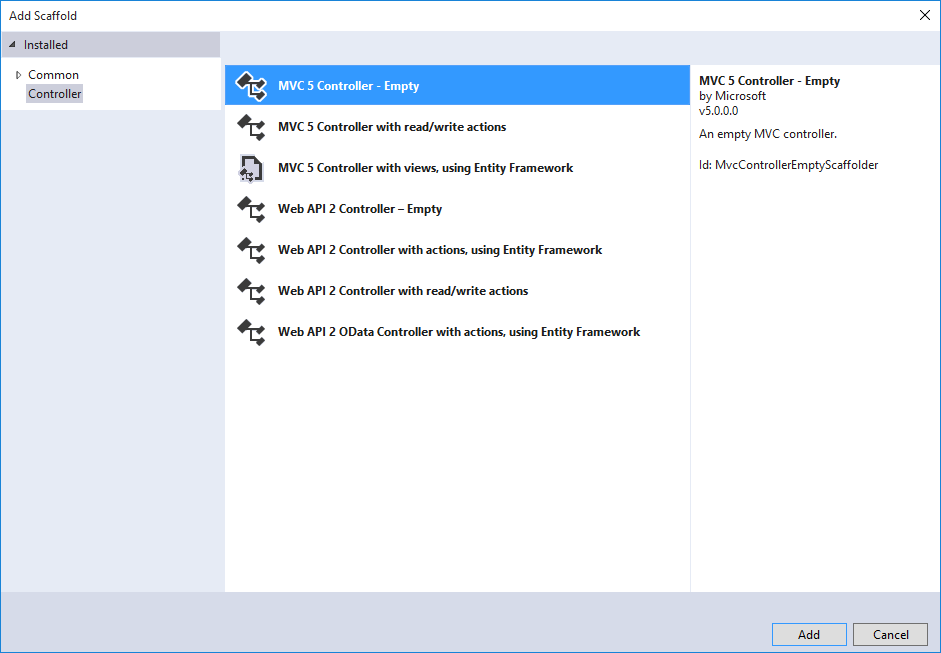 Add Scaffold
Installed
Common
Controller
MVC 5 Controller - Empty
MVC 5 Controller with read/write actions
MVC 5 Controller with views, using Entity Framework
Web API 2 Controller – Empty
Web API 2 Controller with actions, using Entity Framework
Web API 2 Controller with read/write actions
Web API 2 OData Controller with actions, using Entity Framework
MVC 5 Controller - Empty
by Microsoft
v5.0.0.0
An empty MVC controller.
Id: MvcControllerEmptyScaffolder
Add
Cancel